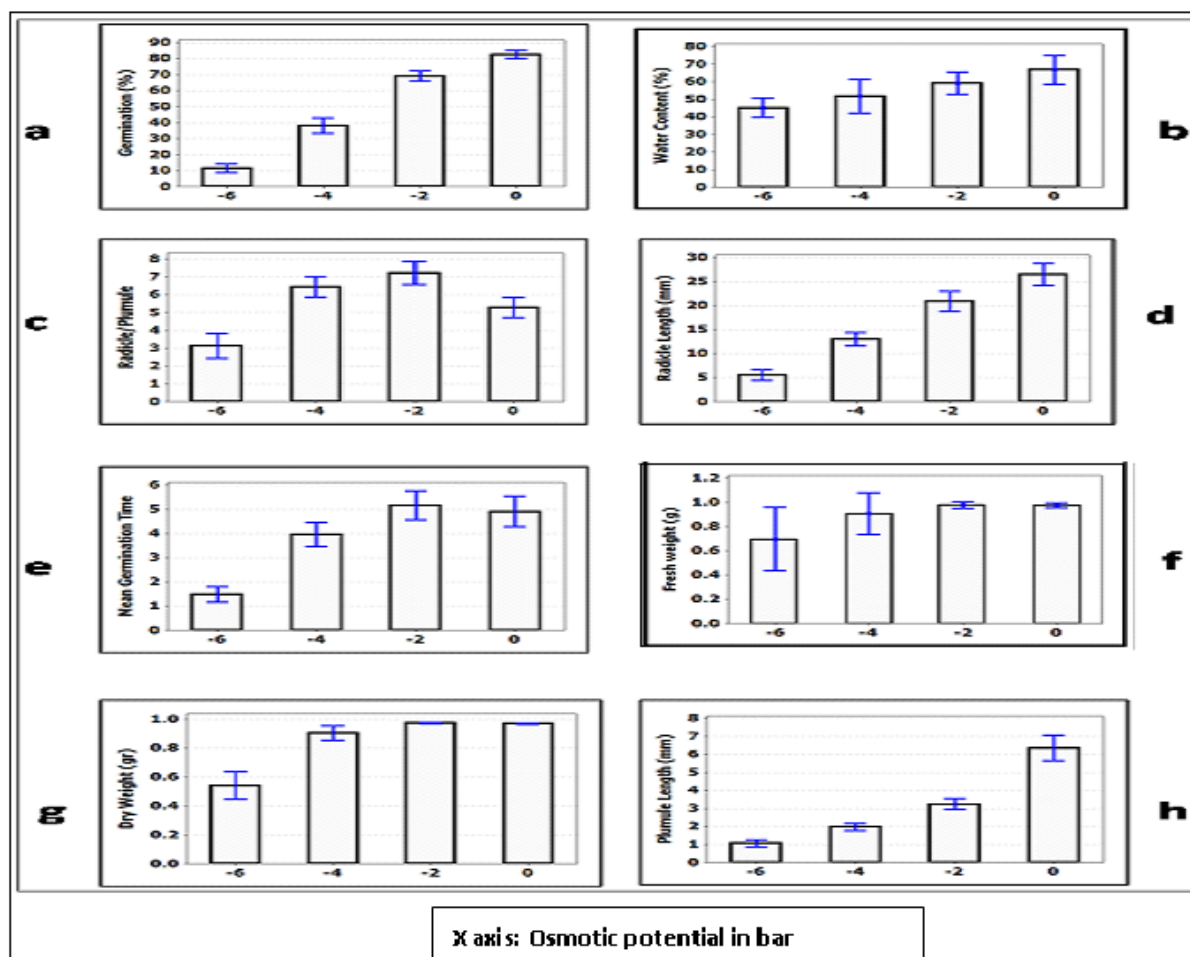 a
Germination (%)
90
80
70
60
50
40
30
20
10
0
-6 -4 -2 0
b
Water Content (%)
80
70
60
50
40
30
20
10
0
-6 -4 -2 0
c
Radicle/Plumule
8
7
6
5
4
3
2
1
0
-6 -4 -2 0
d
Radicle Length (mm)
30
25
20
15
10
5
0
-6 -4 -2 0
e
Nean Germination Time
6
5
4
3
2
1
0
-6 -4 -2 0
f
Fresh weight (g)
1.2
1.0
0.8
0.6
0.4
0.2
0.0
-6 -4 -2 0
g
Dry Weight (gr)
1.0
0.8
0.6
0.4
0.2
0.0
-6 -4 -2 0
h
Plumule Length (mm)
8
7
6
5
4
3
2
1
0
-6 -4 -2 0
X axis: Osmotic potential in bar